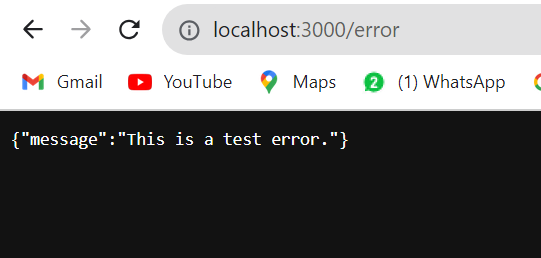 localhost:3000/error
Gmail YouTube Maps 2 (1) WhatsApp
{"message":"This is a test error."}